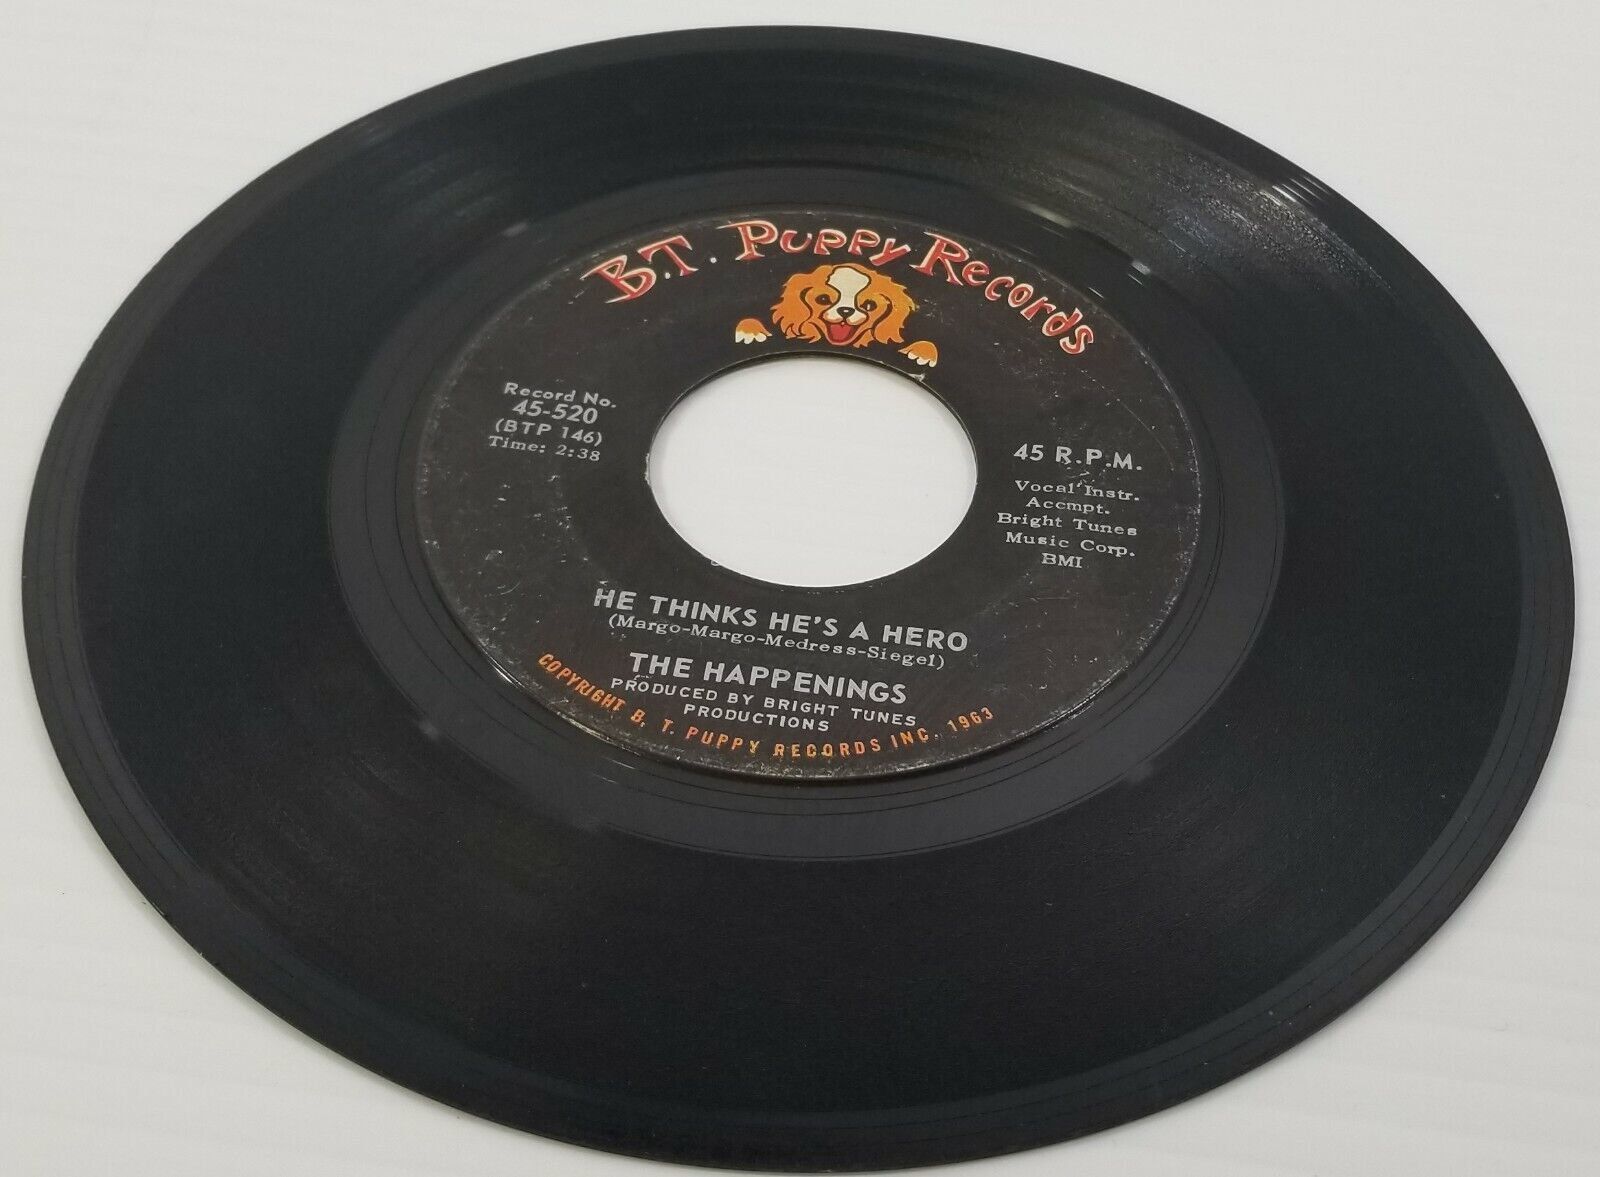 B.T. PUPPY RECORDS
Record No.
45-520
(BTP 146)
Time: 2:38
45 R.P.M.
Vocal Instr.
Accmpt.
Bright Tunes
Music Corp.
BMI
HE THINKS HE'S A HERO
(Margo-Margo-Medress-Siegel)
THE HAPPENINGS
PRODUCED BY BRIGHT TUNES
PRODUCTIONS
COPYRIGHT B. T. PUPPY RECORDS INC. 1963